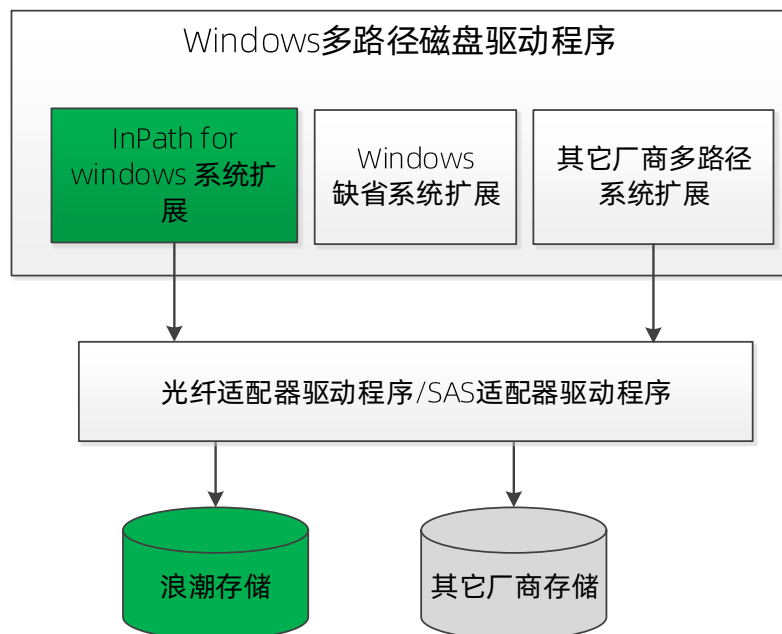 Windows多路径磁盘驱动程序
InPath for
windows 系统扩
展
Windows
缺省系统扩展
其它厂商多路径
系统扩展
光纤适配器驱动程序/SAS适配器驱动程序
浪潮存储
其它厂商存储